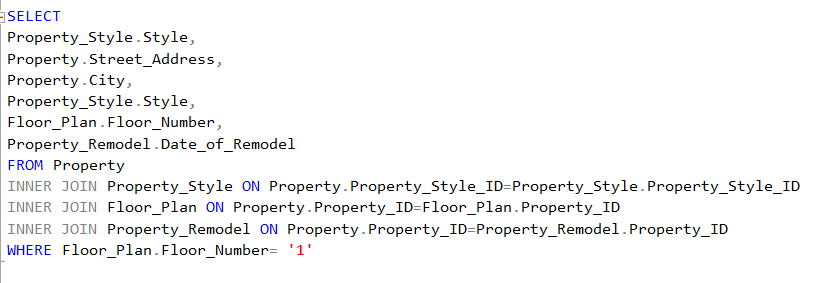 SELECT
Property_Style.Style,
Property.Street_Address,
Property.City,
Property_Style.Style,
Floor_Plan.Floor_Number,
Property_Remodel.Date_of_Remodel
FROM Property
INNER JOIN Property_Style ON Property.Property_Style_ID=Property_Style.Property_Style_ID
INNER JOIN Floor_Plan ON Property.Property_ID=Floor_Plan.Property_ID
INNER JOIN Property_Remodel ON Property.Property_ID=Property_Remodel.Property_ID
WHERE Floor_Plan.Floor_Number= '1'